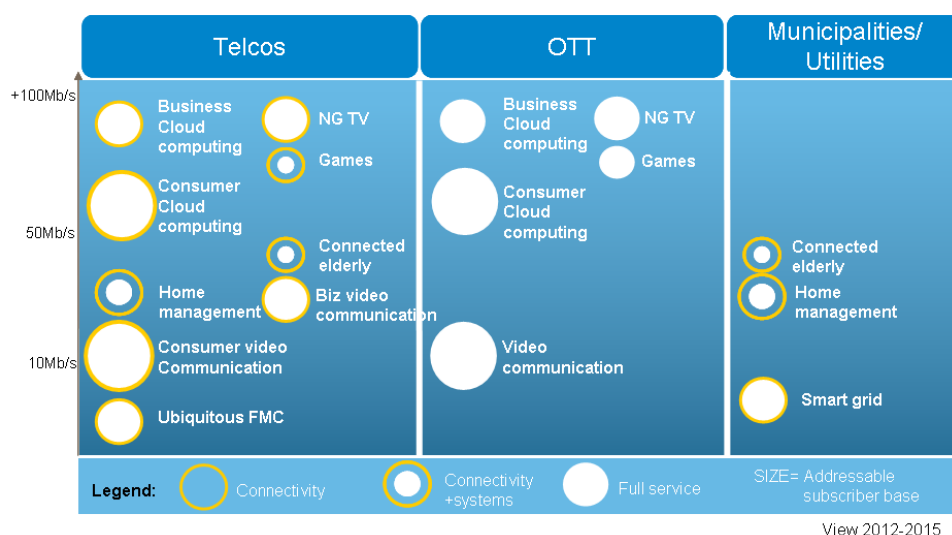 Telcos
OTT
Municipalities/
Utilities
+100Mb/s
50Mb/s
10Mb/s
Business
Cloud
computing
NG TV
Games
Consumer
Cloud
computing
Connected
elderly
Home
management
Biz video
communication
Consumer video
Communication
Ubiquitous FMC
Business
Cloud
computing
NG TV
Games
Consumer
Cloud
computing
Video
communication
Connected
elderly
Home
management
Smart grid
Legend:
Connectivity
Connectivity
+systems
Full service
SIZE= Addressable
subscriber base
View 2012-2015